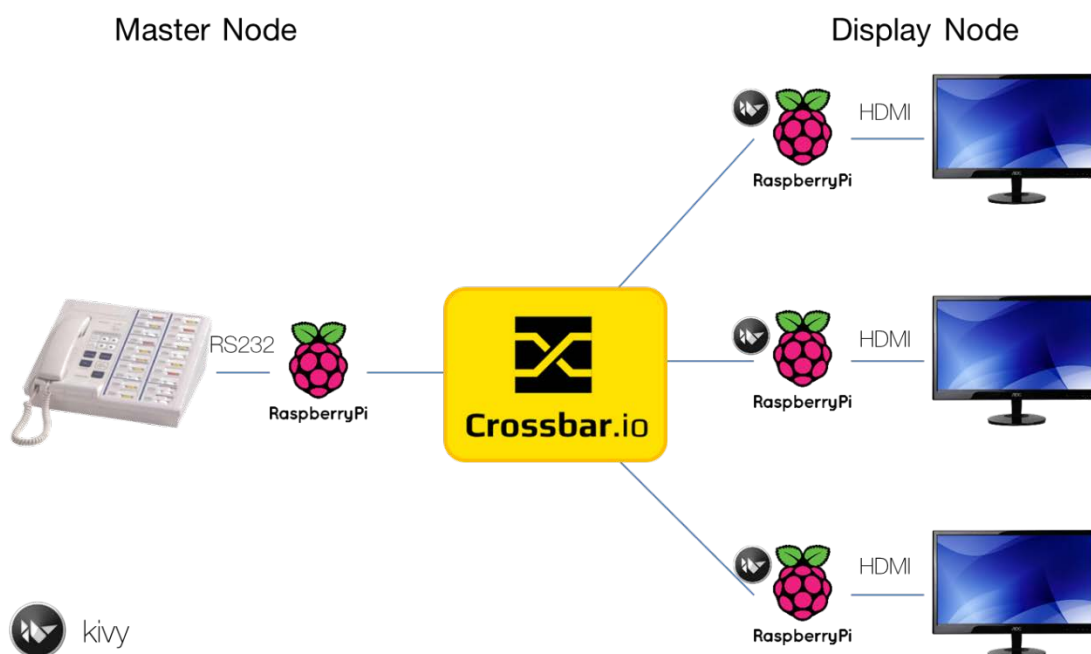 Master Node
Display Node
HDMI
RaspberryPi
RS232
RaspberryPi
Crossbar.io
HDMI
RaspberryPi
HDMI
RaspberryPi
kivy